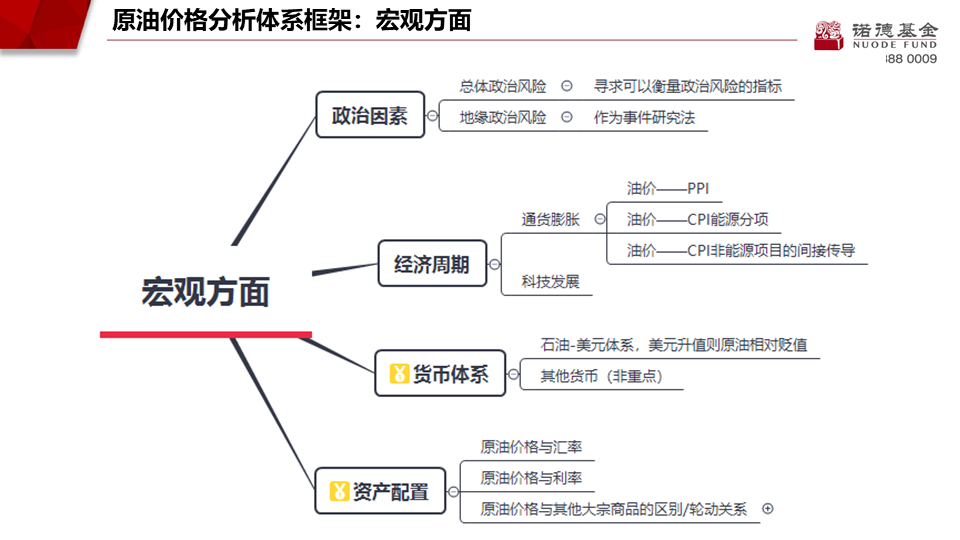 原油价格分析体系框架：宏观方面
诺德基金
NUODE FUND
888 0009
总体政治风险
寻求可以衡量政治风险的指标
政治因素
地缘政治风险
作为事件研究法
油价——PPI
通货膨胀
油价——CPI能源分项
油价——CPI非能源项目的间接传导
经济周期
科技发展
宏观方面
石油-美元体系，美元升值则原油相对贬值
货币体系
其他货币（非重点）
原油价格与汇率
原油价格与利率
资产配置
原油价格与其他大宗商品的区别/轮动关系